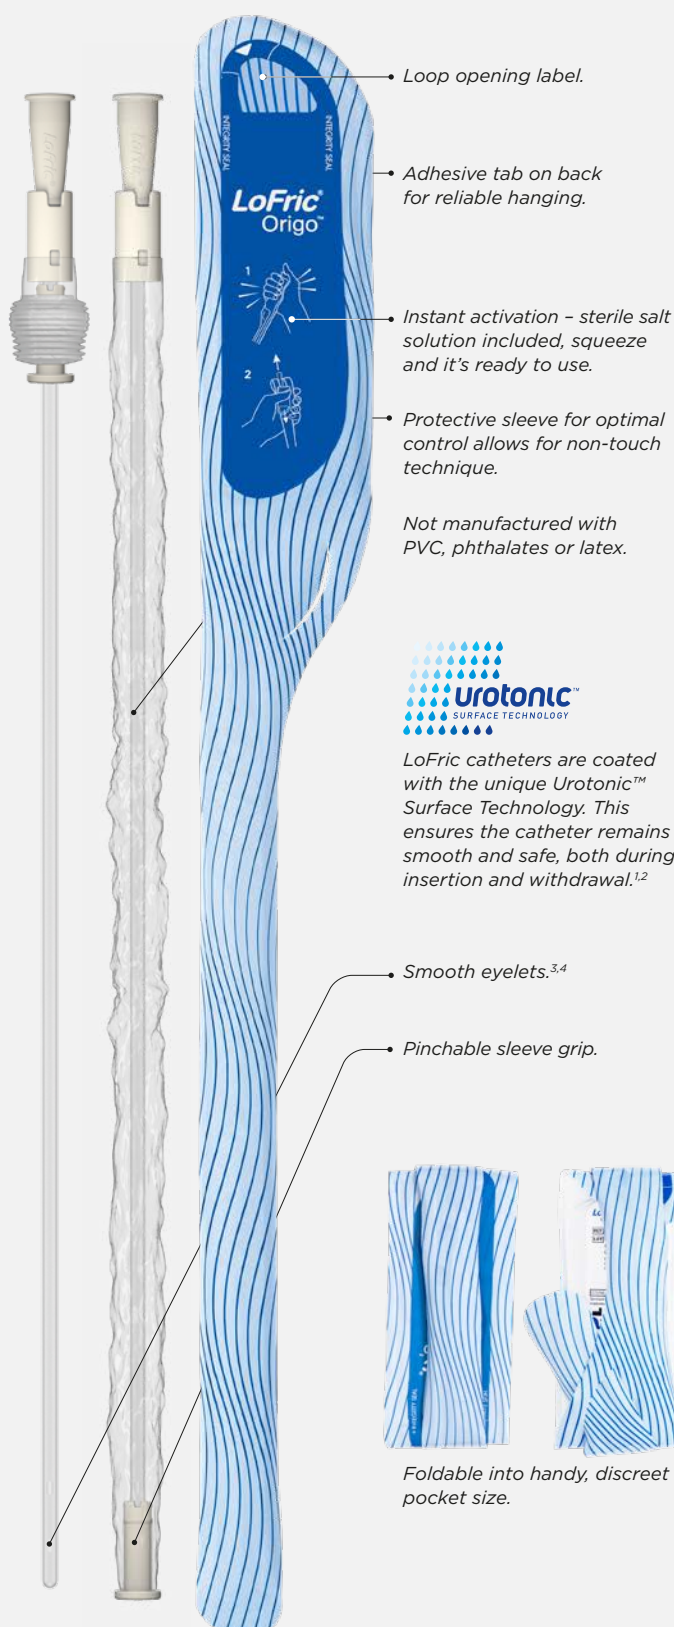 Loop opening label.
INTEGRITY SEAL
INTEGRITY SEAL
Adhesive tab on back
for reliable hanging.
LoFric®
Origo™
1
Instant activation – sterile salt
solution included, squeeze
and it's ready to use.
2
Protective sleeve for optimal
control allows for non-touch
technique.
Not manufactured with
PVC, phthalates or latex.
urotonic™
SURFACE TECHNOLOGY
LoFric catheters are coated
with the unique Urotonic™
Surface Technology. This
ensures the catheter remains
smooth and safe, both during
insertion and withdrawal.1,2
Smooth eyelets.3,4
Pinchable sleeve grip.
Foldable into handy, discreet
pocket size.